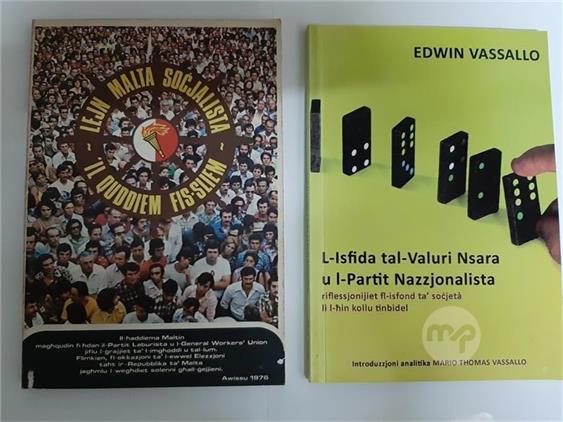 LEJN MALTA SOĊJALISTA
'IL QUDDIEM FIS-SLIEM
Il-haddiema Maltin
magħqudin fi ħdan il-Partit Laburista u l-General Workers' Union
jiflu l-grajjiet ta' l-imgħoddi u tal-lum.
Flimkien, fl-okkażjoni ta' l-ewwel Elezzjoni
taħt ir-Repubblika ta' Malta
jagħmlu l-wegħdiet solenni għall-ġejjieni.
Awissu 1976
EDWIN VASSALLO
L-Isfida tal-Valuri Nsara
u l-Partit Nazzjonalista
riflessjonijiet fl-isfond ta' soċjetà
li l-ħin kollu tinbidel
mp
Introduzzjoni analitika MARIO THOMAS VASSALLO